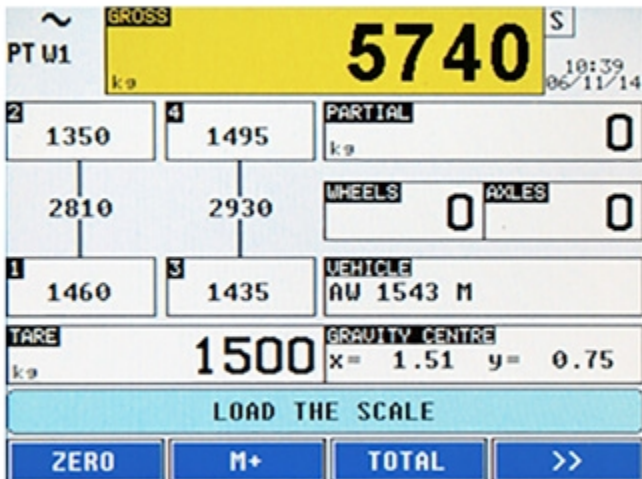 GROSS
~
PT W1
kg
5740
S
10:39
06/11/14
2
1350
4
1495
PARTIAL
kg
0
2810
2930
WHEELS
0
AXLES
0
1
1460
3
1435
VEHICLE
AW 1543 M
TARE
kg
1500
GRAVITY CENTRE
x= 1.51 y= 0.75
LOAD THE SCALE
ZERO
M+
TOTAL
>>